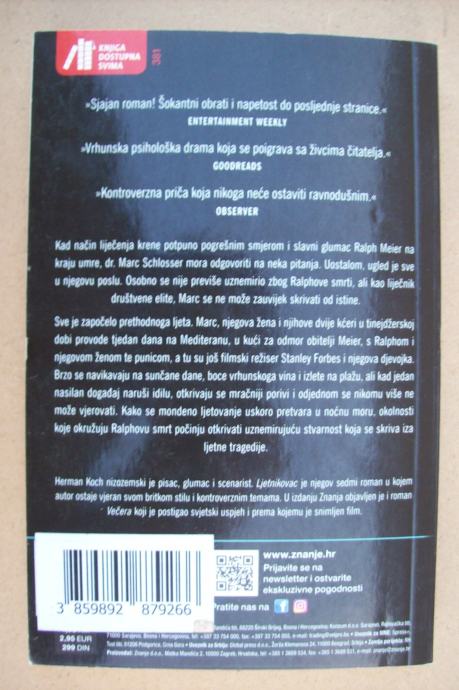 KNJIGA
DOSTUPNA
SVIMA
381
»Sjajan roman! Šokantni obrati i napetost do posljednje stranice.«
ENTERTAINMENT WEEKLY
»Vrhunska psihološka drama koja se poigrava sa živcima čitatelja.«
GOODREADS
»Kontroverzna priča koja nikoga neće ostaviti ravnodušnim.«
OBSERVER
Kad način liječenja krene potpuno pogrešnim smjerom i slavni glumac Ralph Meier na
kraju umre, dr. Marc Schlosser mora odgovoriti na neka pitanja. Uostalom, ugled je sve
u njegovu poslu. Osobno se nije previše uznemirio zbog Ralphove smrti, ali kao liječnik
društvene elite, Marc se ne može zauvijek skrivati od istine.
Sve je započelo prethodnoga ljeta. Marc, njegova žena i njihove dvije kćeri u tinejdžerskoj
dobi provode tjedan dana na Mediteranu, u kući za odmor obitelji Meier, s Ralphom i
njegovom ženom te punicom, a tu su još filmski režiser Stanley Forbes i njegova djevojka.
Brzo se navikavaju na sunčane dane, boce vrhunskoga vina i izlete na plažu, ali kad jedan
nasilan događaj naruši idilu, otkrivaju se mračniji porivi i odjednom se nikomu više ne
može vjerovati. Kako se mondeno ljetovanje uskoro pretvara u noćnu moru, okolnosti
koje okružuju Ralphovu smrt počinju otkrivati uznemirujuću stvarnost koja se skriva iza
ljetne tragedije.
Herman Koch nizozemski je pisac, glumac i scenarist. Ljetnikovac je njegov sedmi roman u kojem
autor ostaje vjeran svom britkom stilu i kontroverznim temama. U izdanju Znanja objavljen je i roman
Večera koji je postigao svjetski uspjeh i prema kojemu je snimljen film.
www.znanje.hr
Prijavite se na
newsletter i ostvarite
ekskluzivne pogodnosti
Pratite nas na
3 859892 879266
2,95 EUR
299 DIN